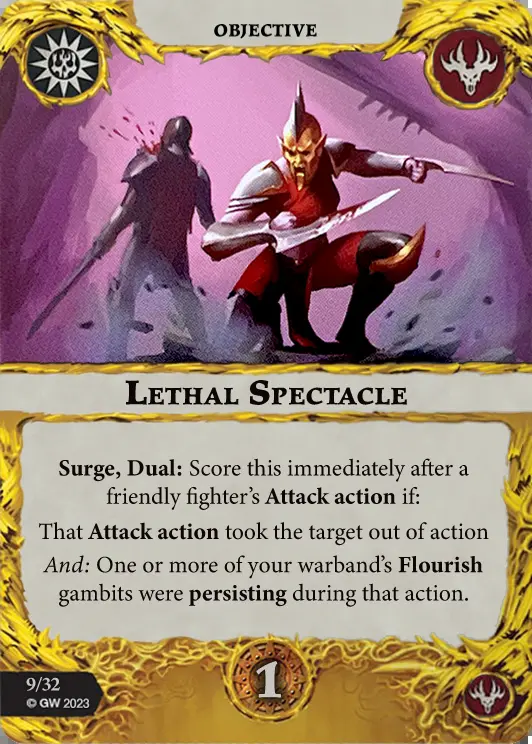 OBJECTIVE
LETHAL SPECTACLE
Surge, Dual: Score this immediately after a
friendly fighter's Attack action if:
That Attack action took the target out of action
And: One or more of your warband's Flourish
gambits were persisting during that action.
9/32
© GW 2023
1